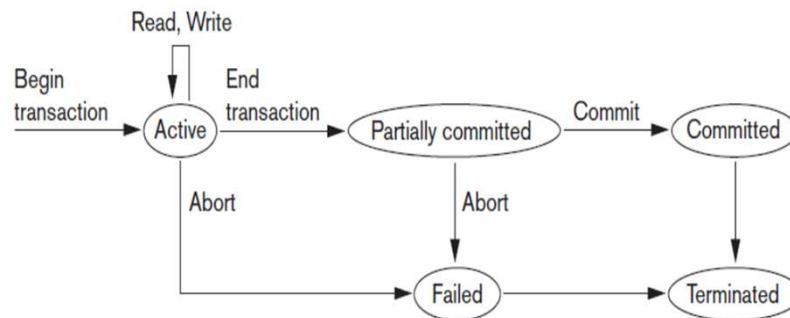 Read, Write
Begin
transaction
End
transaction
Active
Partially committed
Commit
Committed
Abort
Abort
Failed
Terminated